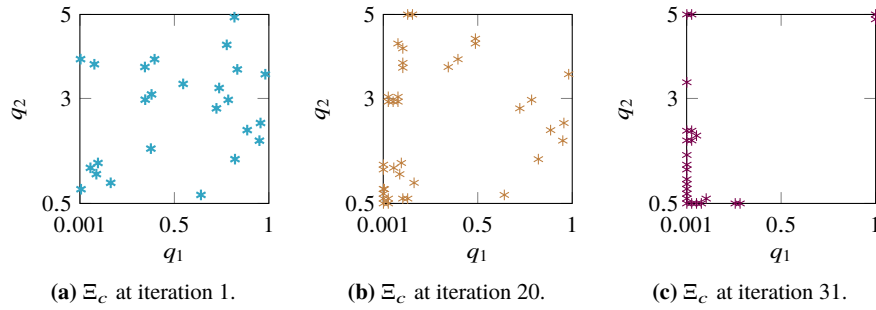 5
3
0.5
q2
0.001
0.5
1
q1
(a) Ξc at iteration 1.
5
3
0.5
q2
0.001
0.5
1
q1
(b) Ξc at iteration 20.
5
3
0.5
q2
0.001
0.5
1
q1
(c) Ξc at iteration 31.